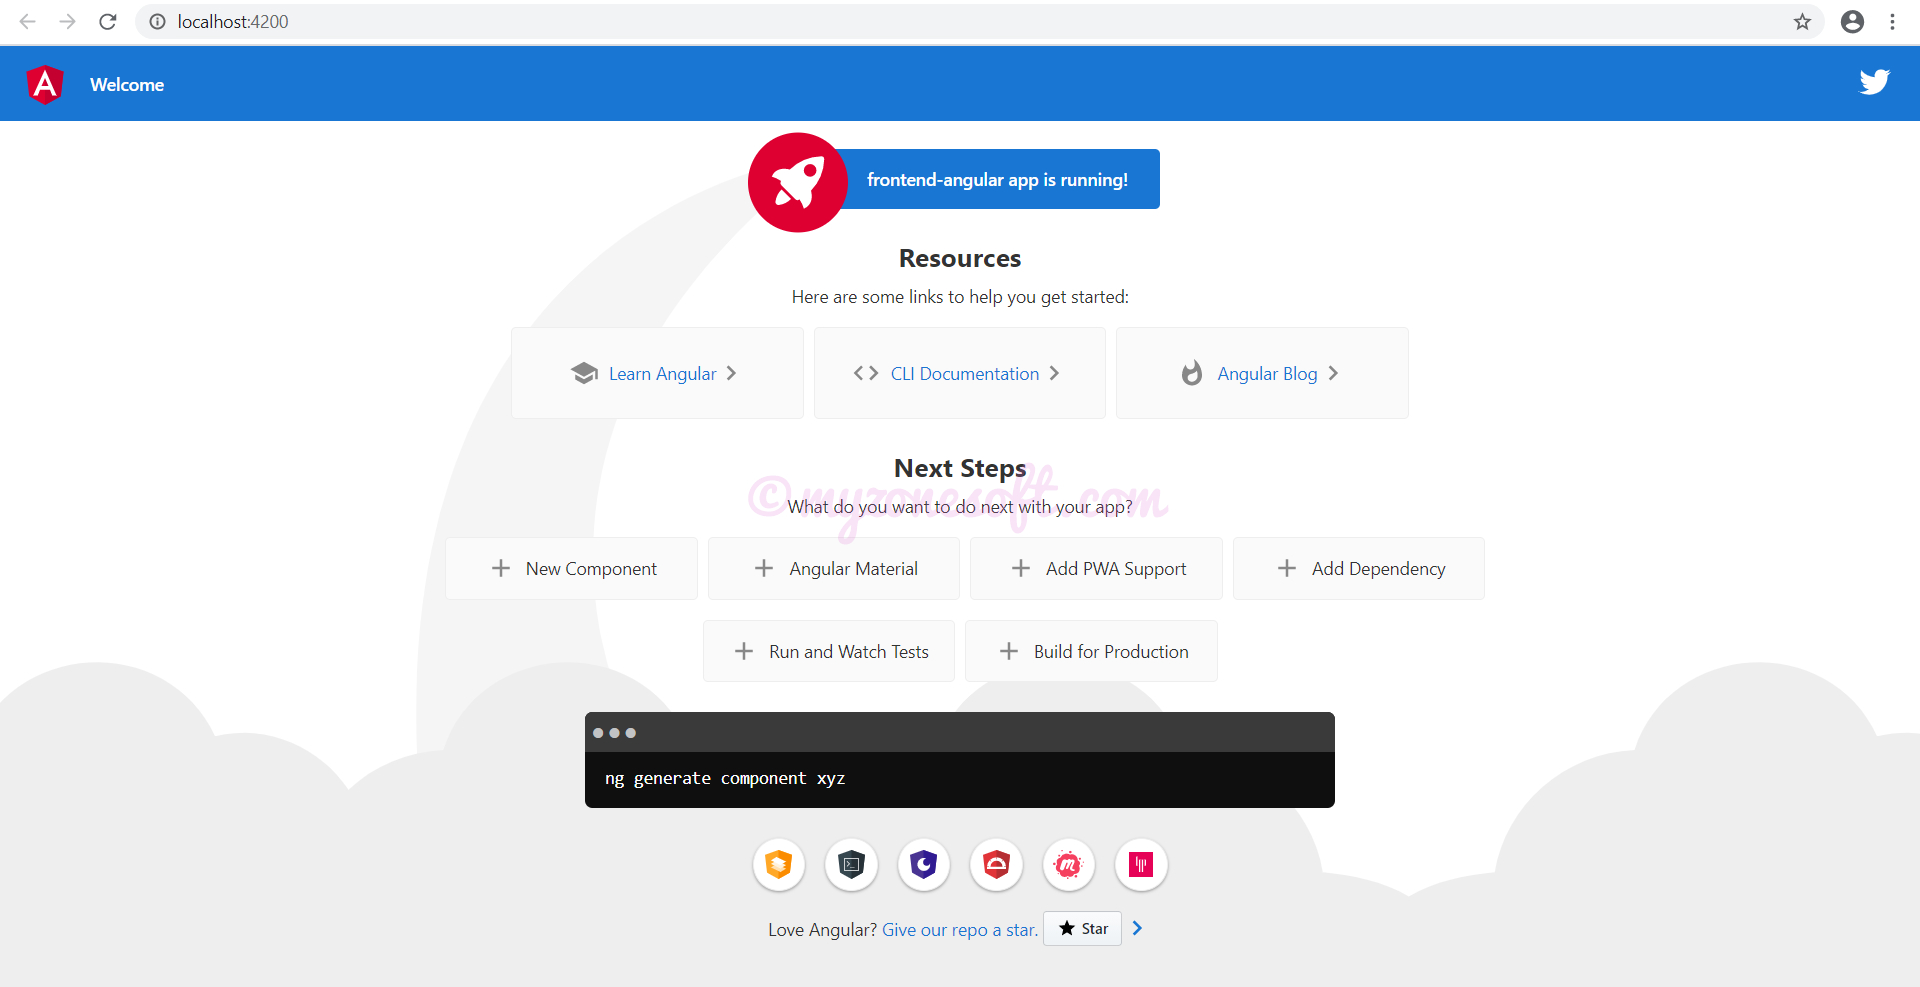 localhost:4200
Welcome
frontend-angular app is running!
Resources
Here are some links to help you get started:
Learn Angular
CLI Documentation
Angular Blog
Next Steps
©myzonesoft.com
What do you want to do next with your app?
New Component
Angular Material
Add PWA Support
Add Dependency
Run and Watch Tests
Build for Production
ng generate component xyz
Love Angular? Give our repo a star. Star